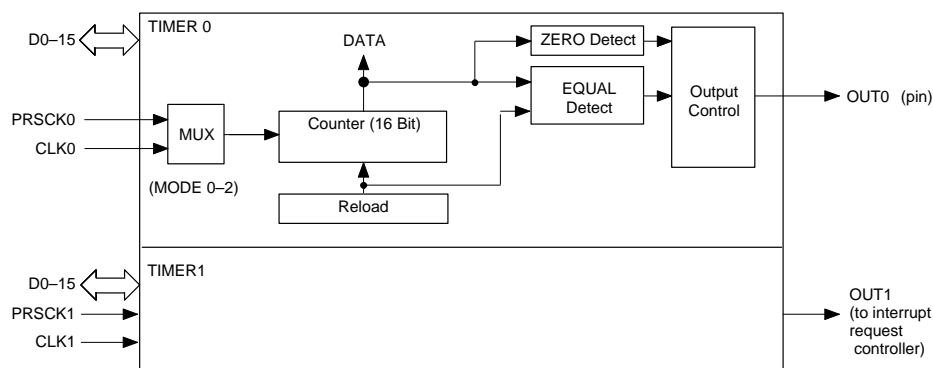 TIMER 0
D0–15
DATA
ZERO Detect
EQUAL
Detect
Output
Control
OUT0 (pin)
PRSCK0
CLK0
MUX
Counter (16 Bit)
(MODE 0–2)
Reload
TIMER1
D0–15
PRSCK1
CLK1
OUT1
(to interrupt
request
controller)